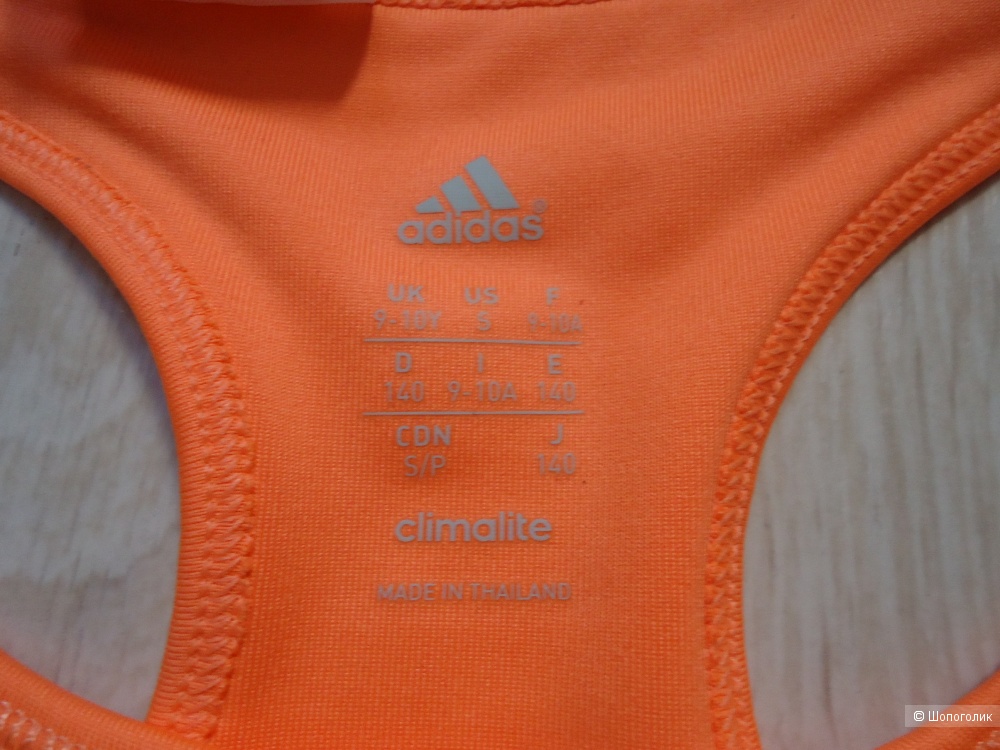 adidas®
UK US F
9-10Y S 9-10A
D I E
140 9-10A 140
CDN J
S/P 140
climalite
MADE IN THAILAND
© Шопоголик